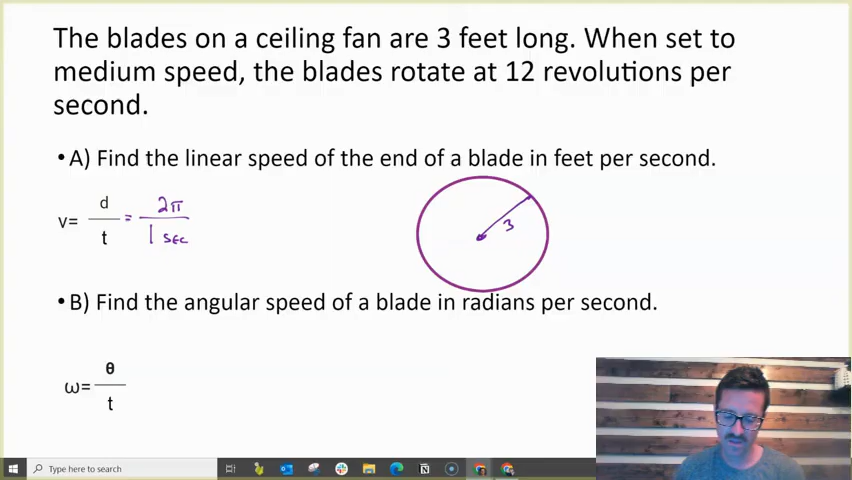 The blades on a ceiling fan are 3 feet long. When set to
medium speed, the blades rotate at 12 revolutions per
second.
•A) Find the linear speed of the end of a blade in feet per second.
v= d/t = 2π/1 sec
3
•B) Find the angular speed of a blade in radians per second.
ω= θ/t
Type here to search